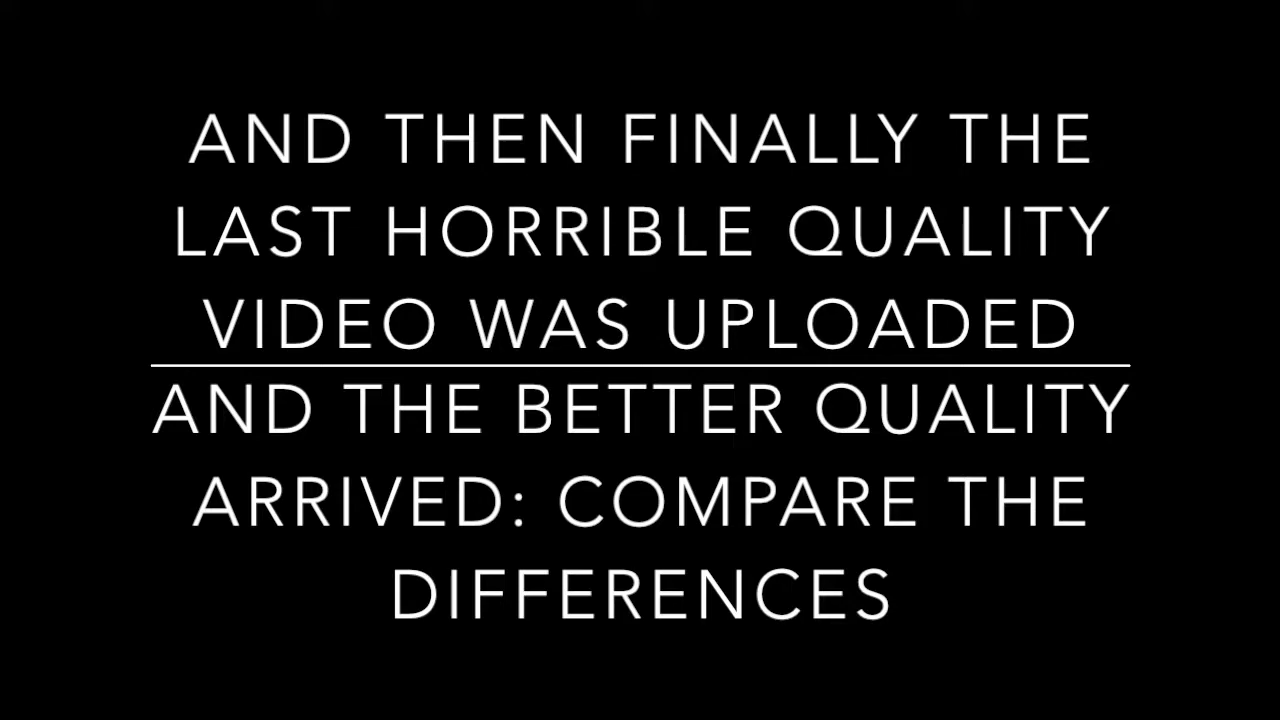 AND THEN FINALLY THE
LAST HORRIBLE QUALITY
VIDEO WAS UPLOADED
AND THE BETTER QUALITY
ARRIVED: COMPARE THE
DIFFERENCES